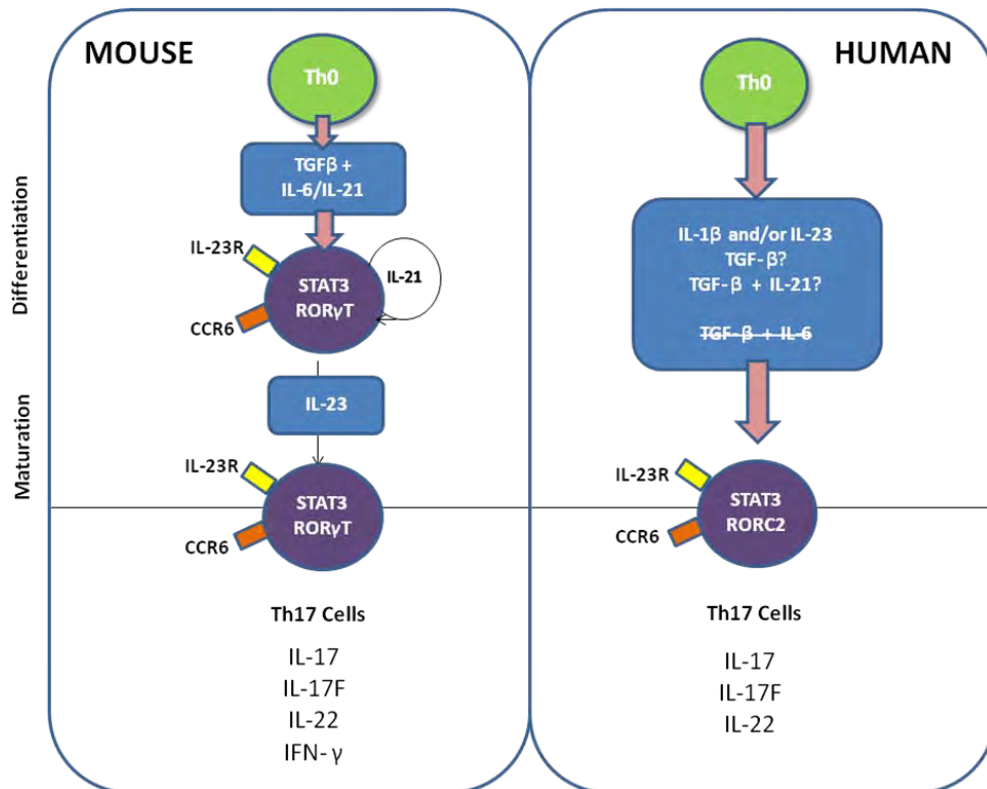 MOUSE
Th0
TGFβ +
IL-6/IL-21
IL-23R
IL-21
STAT3
RORγT
CCR6
IL-23
IL-23R
STAT3
RORγT
CCR6
Th17 Cells
IL-17
IL-17F
IL-22
IFN- γ
HUMAN
Th0
IL-1β and/or IL-23
TGF- β?
TGF- β + IL-21?
TGF- β + IL-6
IL-23R
STAT3
RORC2
CCR6
Th17 Cells
IL-17
IL-17F
IL-22
Differentiation
Maturation